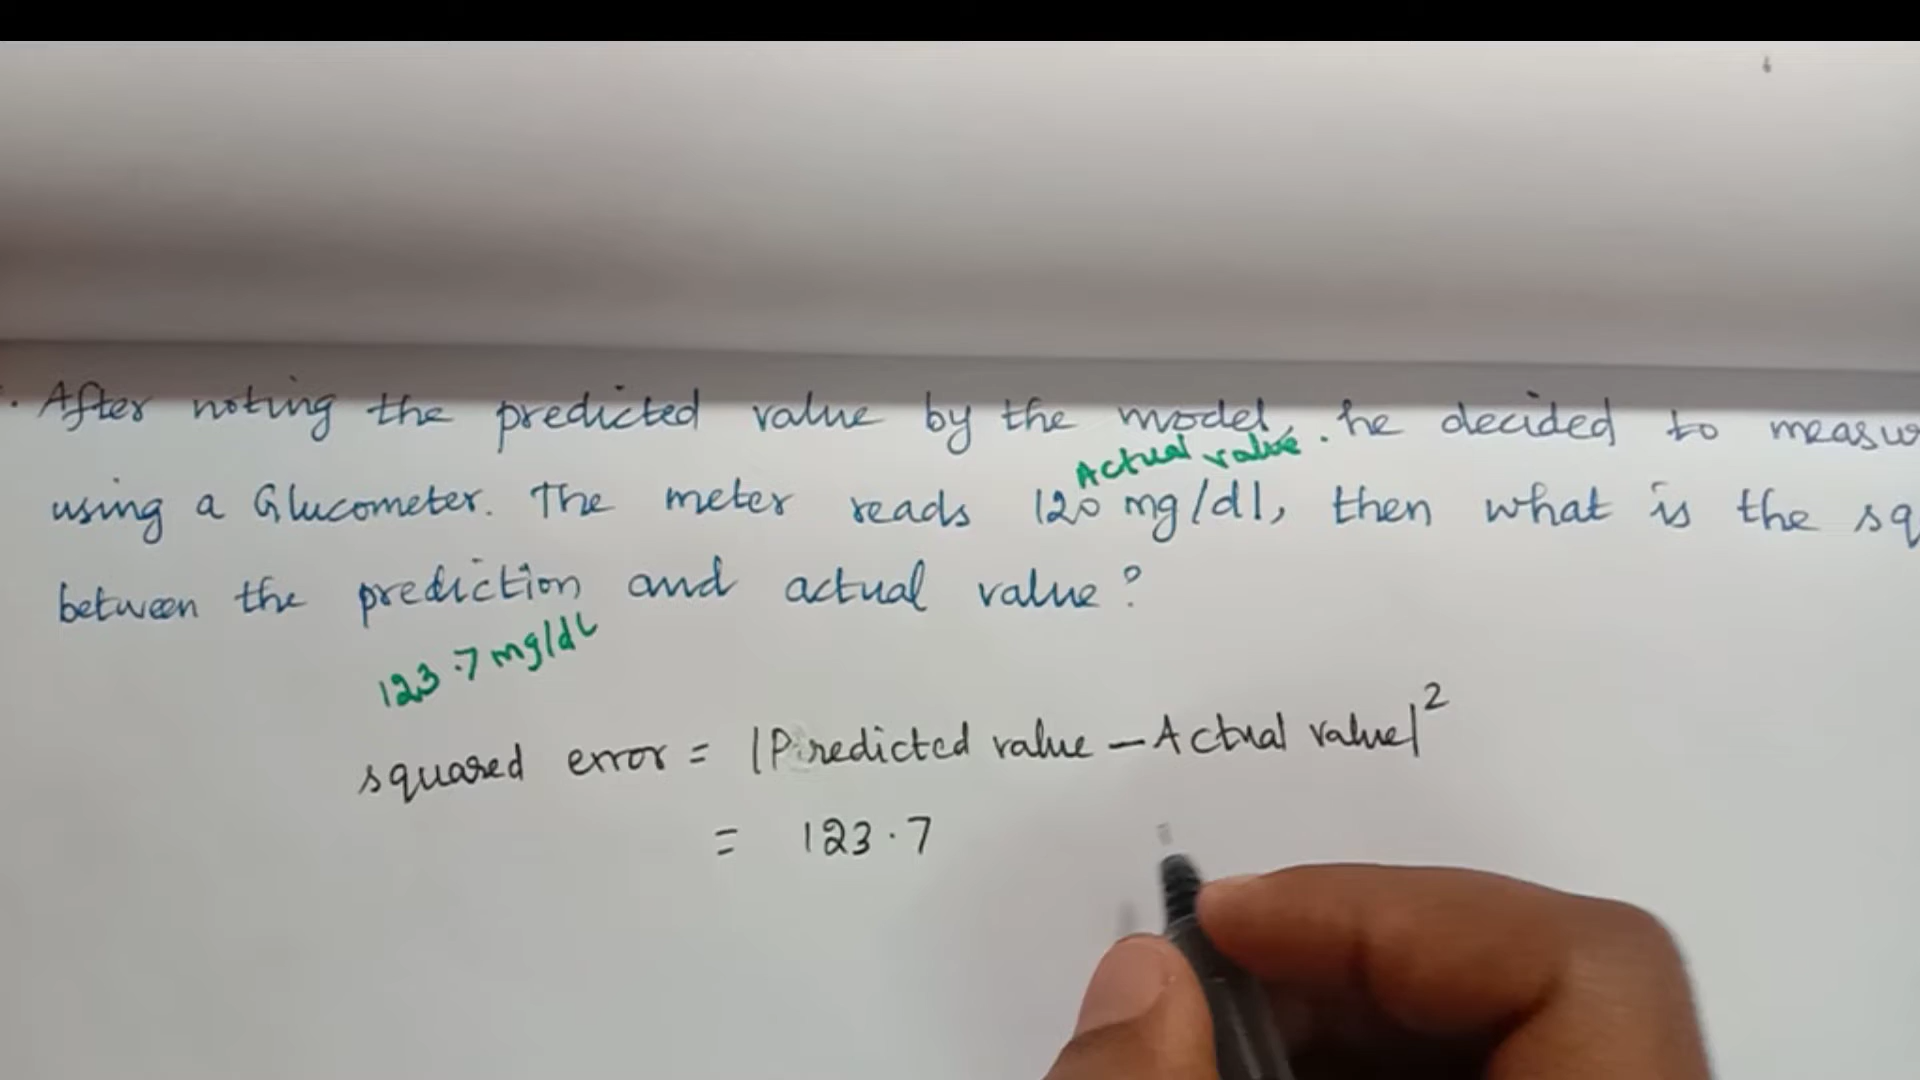 After noting the predicted value by the model, he decided to
Actual value.
using a Glucometer. The meter reads 120 mg/dl, then what is the
between the prediction and actual value?
123.7 mg/dL
squared error = |Predicted value - Actual value|²
= 123.7